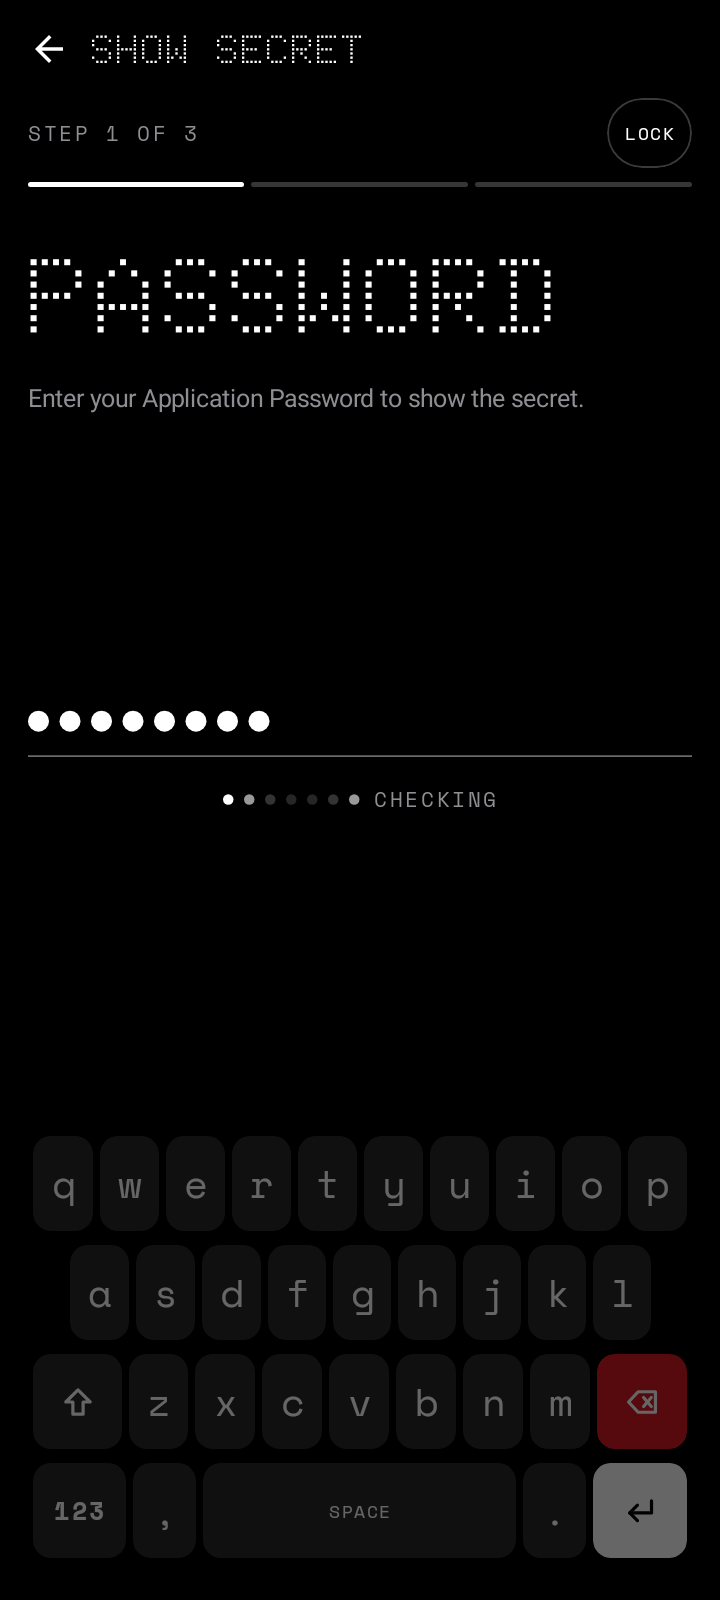 SHOW SECRET
STEP 1 OF 3
LOCK
PASSWORD
Enter your Application Password to show the secret.
CHECKING
q w e r t y u i o p
a s d f g h j k l
z x c v b n m
123 , SPACE .